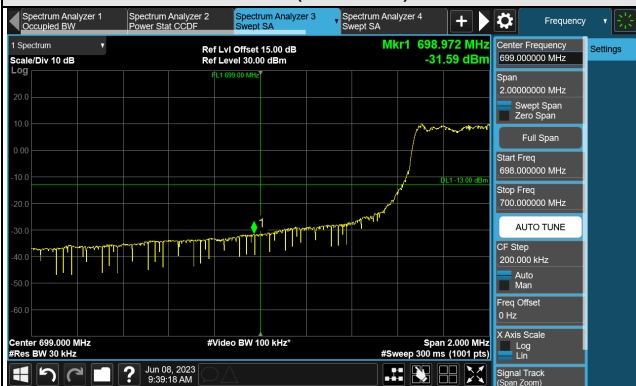 Spectrum Analyzer 1
Occupied BW
Spectrum Analyzer 2
Power Stat CCDF
Spectrum Analyzer 3
Swept SA
Spectrum Analyzer 4
Swept SA
+
Frequency
1 Spectrum
Scale/Div 10 dB
Log
Ref Lvl Offset 15.00 dB
Ref Level 30.00 dBm
Mkr1 698.972 MHz
-31.59 dBm
FL1 699.00 MHz
20.0
10.0
0.00
-10.0
-20.0
-30.0
-40.0
-50.0
-60.0
DL1 -13.00 dBm
1
Center 699.000 MHz
#Res BW 30 kHz
#Video BW 100 kHz*
Span 2.000 MHz
#Sweep 300 ms (1001 pts)
Center Frequency
699.000000 MHz
Span
2.00000000 MHz
Swept Span
Zero Span
Full Span
Start Freq
698.000000 MHz
Stop Freq
700.000000 MHz
AUTO TUNE
CF Step
200.000 kHz
Auto
Man
Freq Offset
0 Hz
X Axis Scale
Log
Lin
Signal Track
(Span Zoom)
Settings
?
Jun 08, 2023
9:39:18 AM